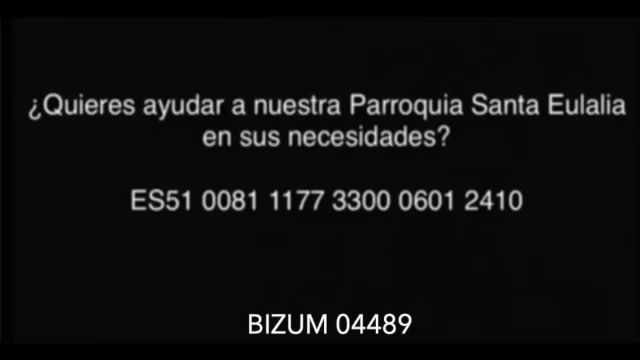 ¿Quieres ayudar a nuestra Parroquia Santa Eulalia
en sus necesidades?
ES51 0081 1177 3300 0601 2410
BIZUM 04489